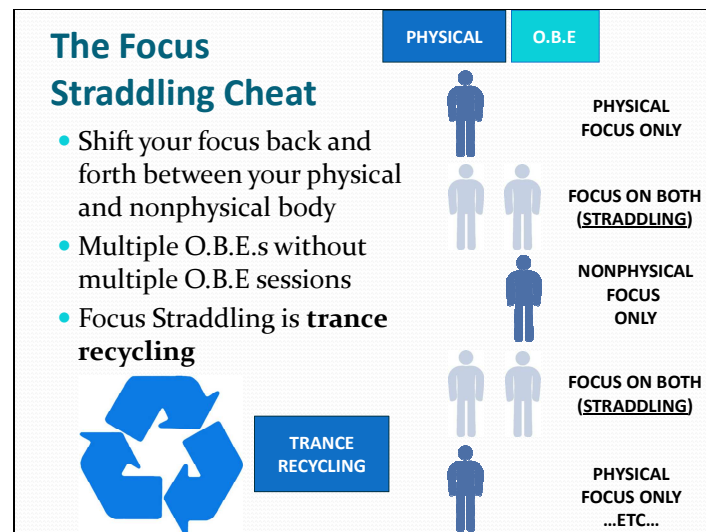 The Focus
Straddling Cheat
• Shift your focus back and
forth between your physical
and nonphysical body
• Multiple O.B.E.s without
multiple O.B.E sessions
• Focus Straddling is trance
recycling
TRANCE
RECYCLING
PHYSICAL
O.B.E
PHYSICAL
FOCUS ONLY
FOCUS ON BOTH
(STRADDLING)
NONPHYSICAL
FOCUS
ONLY
FOCUS ON BOTH
(STRADDLING)
PHYSICAL
FOCUS ONLY
...ETC...